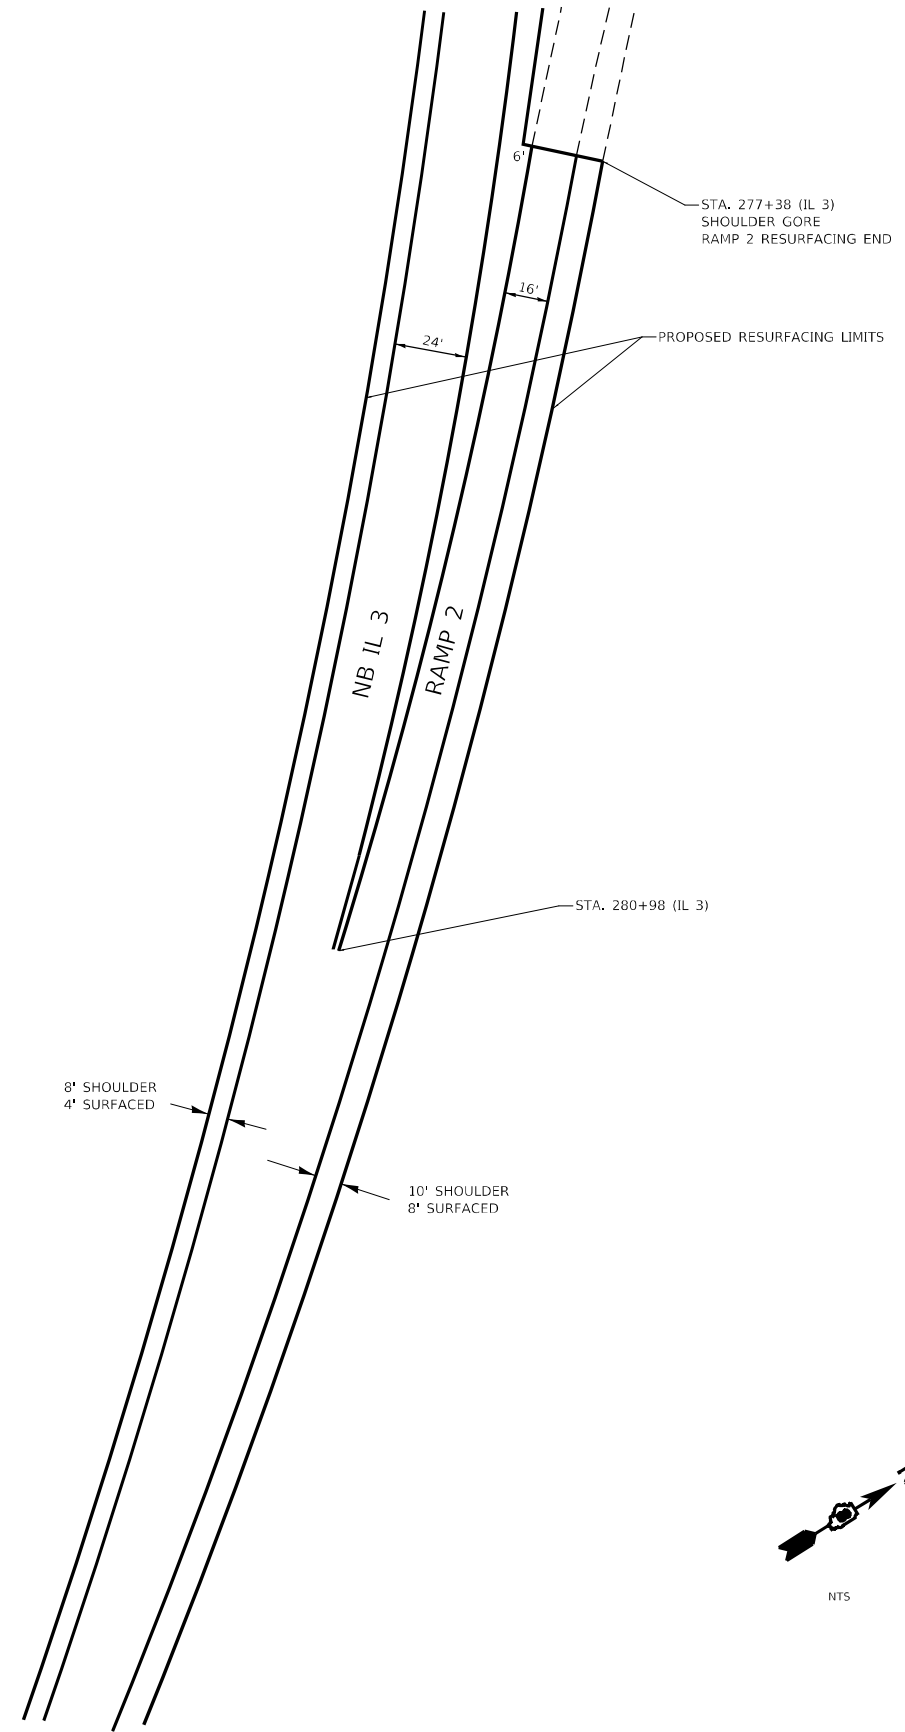 6'
STA. 277+38 (IL 3)
SHOULDER GORE
RAMP 2 RESURFACING END
16'
24'
PROPOSED RESURFACING LIMITS
NB IL 3
RAMP 2
STA. 280+98 (IL 3)
8' SHOULDER
4' SURFACED
10' SHOULDER
8' SURFACED
NTS